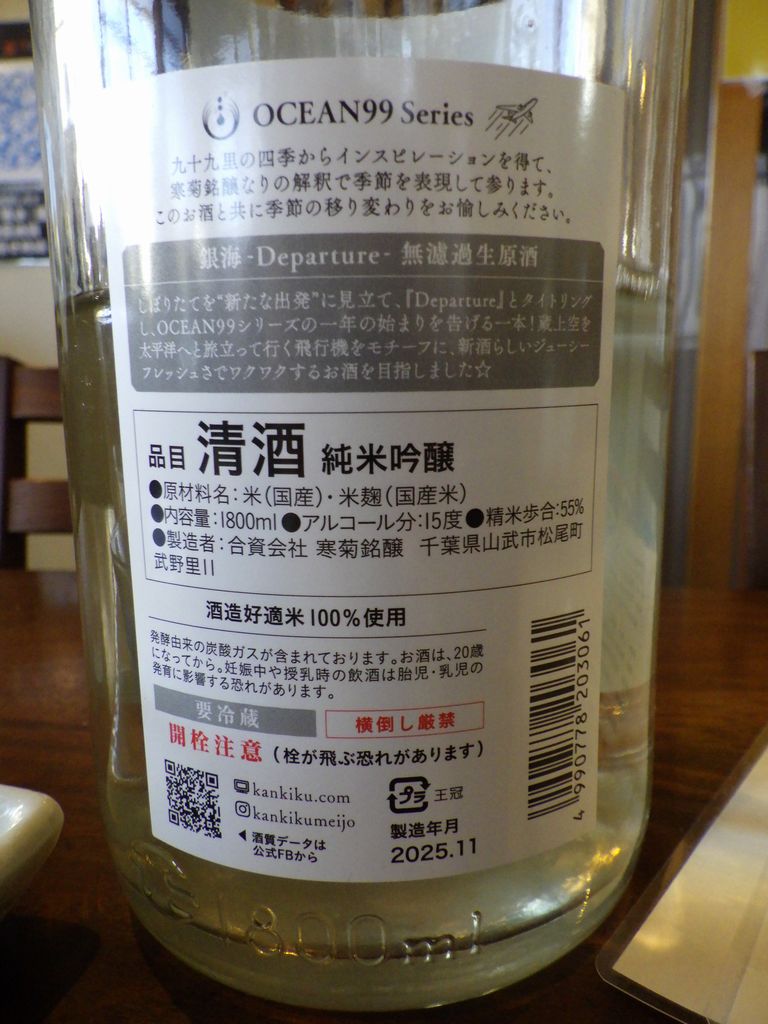 OCEAN99 Series
九十九里の四季からインスピレーションを得て、
寒菊銘醸なりの解釈で季節を表現して参ります。
このお酒と共に季節の移り変わりをお愉しみください。
銀海 -Departure- 無濾過生原酒
しぼりたてを“新たな出発”に見立て、『Departure』とタイトリング
し、OCEAN99シリーズの一年の始まりを告げる一本!蔵上空を
太平洋へと旅立って行く飛行機をモチーフに、新酒らしいジューシー
フレッシュさでワクワクするお酒を目指しました☆
品目 清酒 純米吟醸
●原材料名:米(国産)・米麹(国産米)
●内容量:1800ml ●アルコール分:15度 ●精米歩合:55%
●製造者:合資会社 寒菊銘醸 千葉県山武市松尾町
武野里11
酒造好適米100%使用
発酵由来の炭酸ガスが含まれております。お酒は、20歳
になってから。妊娠中や授乳時の飲酒は胎児・乳児の
発育に影響する恐れがあります。
要冷蔵 横倒し厳禁
開栓注意 (栓が飛ぶ恐れがあります)
kankiku.com
kankikumeijo
◀ 酒質データは
公式FBから
プラ 王冠
製造年月
2025.11
4 990778 203061
1800ml